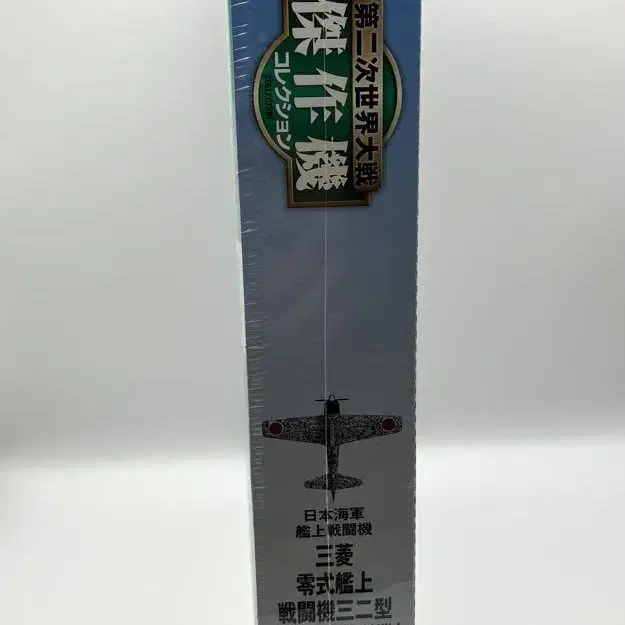 第二次世界大戦
傑作機
コレクション
日本海軍
艦上戦闘機
三菱
零式艦上
戦闘機三二型